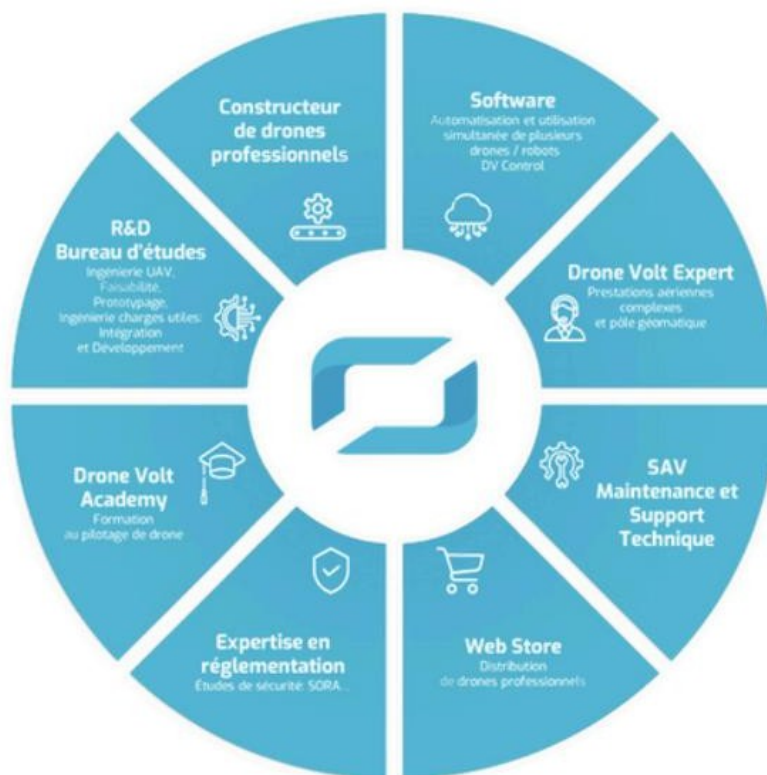 Constructeur
de drones
professionnels
Software
Automatisation et utilisation
simultanée de plusieurs
drones / robots
DV Control
Drone Volt Expert
Prestations aériennes
complexes
et pôle géomatique
SAV
Maintenance et
Support
Technique
Web Store
Distribution
de drones professionnels
Expertise en
réglementation
Études de sécurité: SORA...
Drone Volt
Academy
Formation
au pilotage de drone
R&D
Bureau d'études
Ingénierie UAV,
Faisabilité,
Prototypage,
Ingénierie charges utiles:
Intégration
et Développement